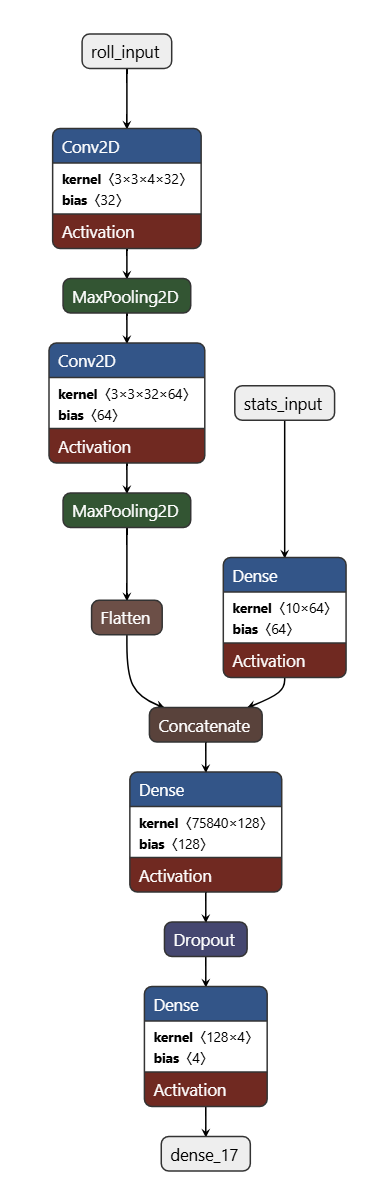 roll_input
Conv2D
kernel 〈3×3×4×32〉
bias 〈32〉
Activation
MaxPooling2D
Conv2D
kernel 〈3×3×32×64〉
bias 〈64〉
Activation
MaxPooling2D
Flatten
stats_input
Dense
kernel 〈10×64〉
bias 〈64〉
Activation
Concatenate
Dense
kernel 〈75840×128〉
bias 〈128〉
Activation
Dropout
Dense
kernel 〈128×4〉
bias 〈4〉
Activation
dense_17